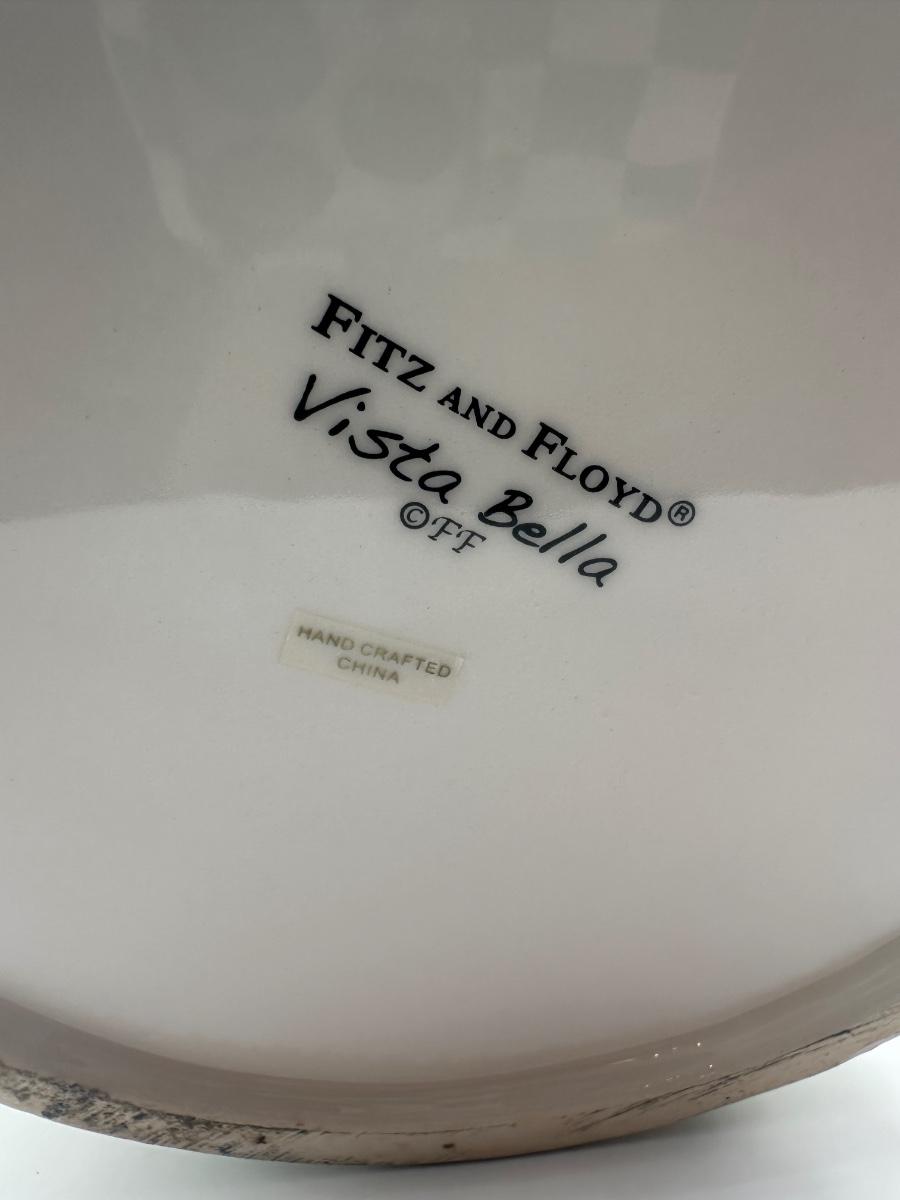 FITZ AND FLOYD®
Vista Bella
©FF
HAND CRAFTED
CHINA